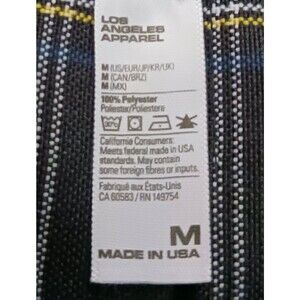 LOS
ANGELES
APPAREL
M (US/EUR/JP/KR/UK)
M (CAN/BRZ)
M (MX)
100% Polyester
Polyester/Poliéster
California Consumers:
Meets federal made in USA
standards. May contain
some foreign fibres or inputs.
Fabriqué aux États-Unis
CA 60583 / RN 149754
M
MADE IN USA